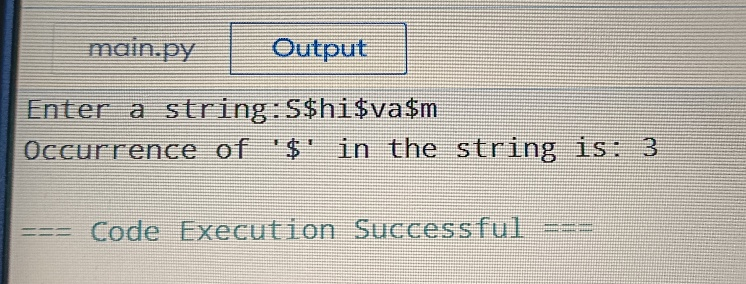 main.py Output
Enter a string:S$hi$va$m
Occurrence of '$' in the string is: 3
=== Code Execution Successful ===